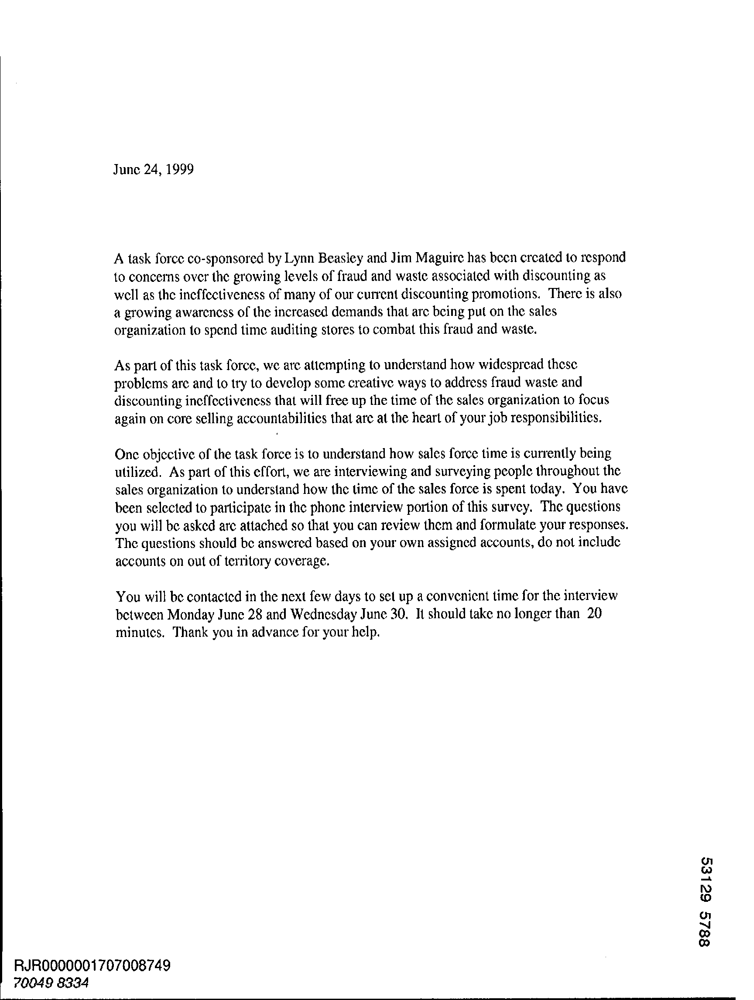 June 24, 1999
A task force co-sponsored by Lynn Beasley and Jim Maguire has been created to respond
to concerns over the growing levels of fraud and waste associated with discounting as
well as the ineffectiveness of many of our current discounting promotions. There is also
a growing awareness of the increased demands that are being put on the sales
organization to spend time auditing stores to combat this fraud and waste.
As part of this task force, we are attempting to understand how widespread these
problems are and to try to develop some creative ways to address fraud waste and
discounting ineffectiveness that will free up the time of the sales organization to focus
again on core selling accountabilities that are at the heart of your job responsibilities.
One objective of the task force is to understand how sales force time is currently being
utilized. As part of this effort, we are interviewing and surveying people throughout the
sales organization to understand how the time of the sales force is spent today. You have
been selected to participate in the phone interview portion of this survey. The questions
you will be asked are attached so that you can review them and formulate your responses.
The questions should be answered based on your own assigned accounts, do not include
accounts on out of territory coverage.
You will be contacted in the next few days to set up a convenient time for the interview
between Monday June 28 and Wednesday June 30. It should take no longer than 20
minutes. Thank you in advance for your help.
53129 5788
RJR0000001707008749
70049 8334